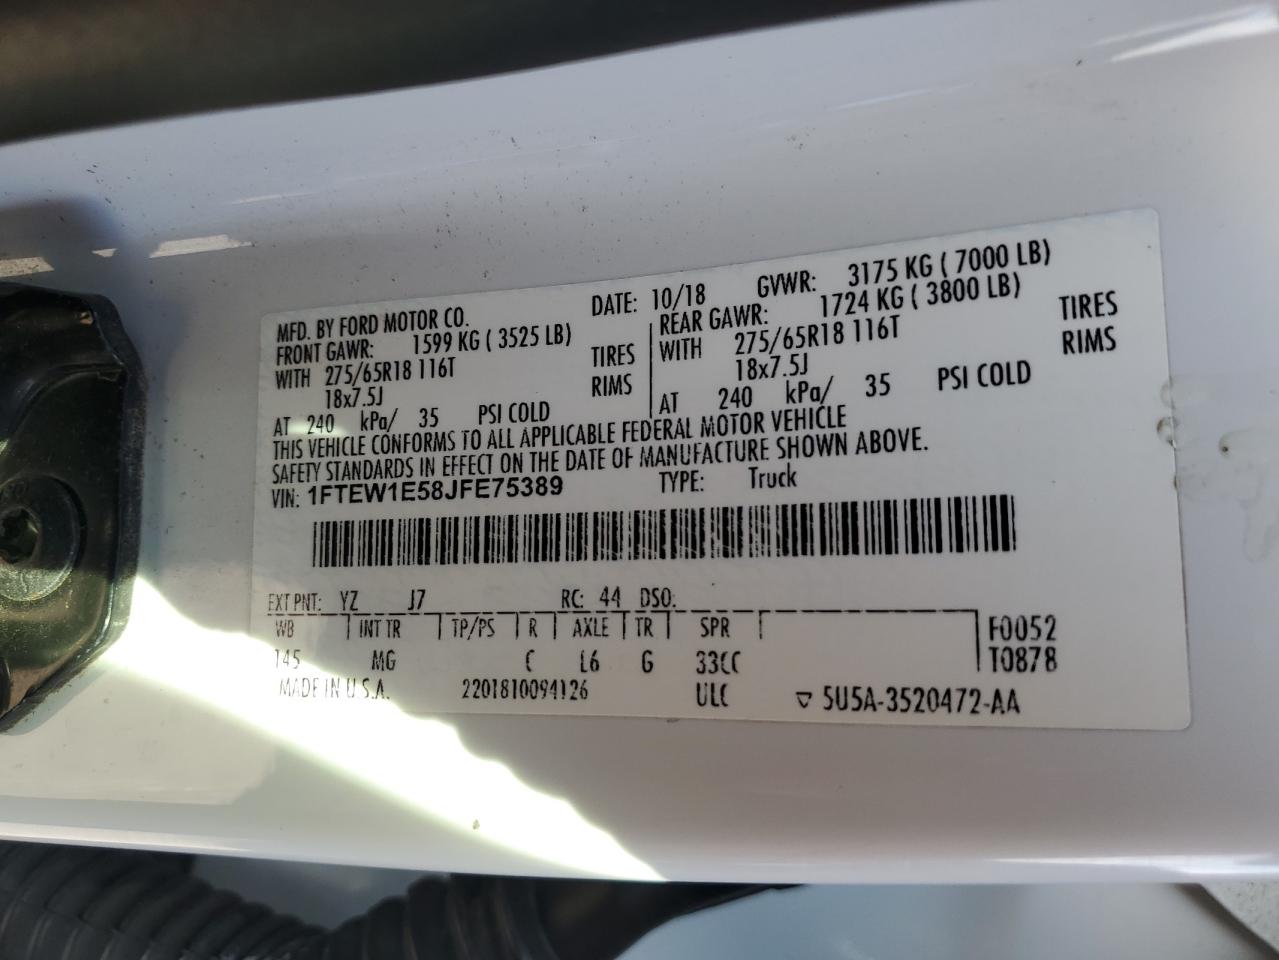 MFD. BY FORD MOTOR CO. DATE: 10/18 GVWR: 3175 KG ( 7000 LB)
FRONT GAWR: 1599 KG ( 3525 LB) REAR GAWR: 1724 KG ( 3800 LB)
WITH 275/65R18 116T TIRES WITH 275/65R18 116T TIRES
18x7.5J RIMS 18x7.5J RIMS
AT 240 kPa/ 35 PSI COLD AT 240 kPa/ 35 PSI COLD
THIS VEHICLE CONFORMS TO ALL APPLICABLE FEDERAL MOTOR VEHICLE
SAFETY STANDARDS IN EFFECT ON THE DATE OF MANUFACTURE SHOWN ABOVE.
VIN: 1FTEW1E58JFE75389 TYPE: Truck
EXT PNT: YZ J7 RC: 44 DSO:
WB INT TR TP/PS R AXLE TR SPR F0052
145 MG C L6 G 33CC T0878
MADE IN U.S.A. 2201810094126 ULC ▽ 5U5A-3520472-AA